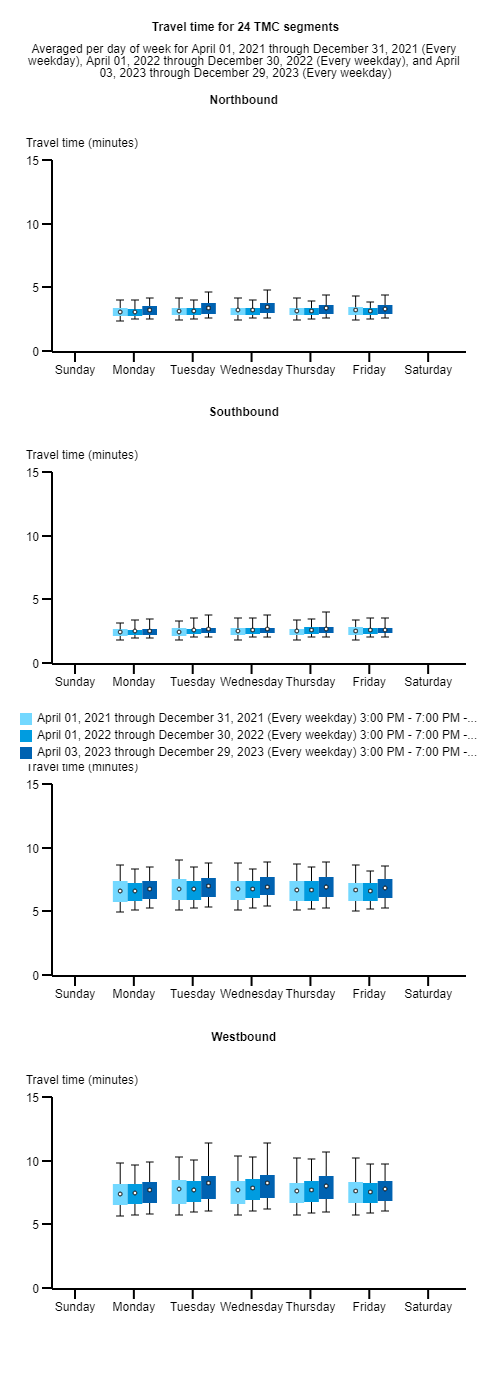 Travel time for 24 TMC segments
Averaged per day of week for April 01, 2021 through December 31, 2021 (Every
weekday), April 01, 2022 through December 30, 2022 (Every weekday), and April
03, 2023 through December 29, 2023 (Every weekday)
Northbound
Travel time (minutes)
15
10
5
0
Sunday Monday Tuesday Wednesday Thursday Friday Saturday
Southbound
Travel time (minutes)
15
10
5
0
Sunday Monday Tuesday Wednesday Thursday Friday Saturday
April 01, 2021 through December 31, 2021 (Every weekday) 3:00 PM - 7:00 PM -...
April 01, 2022 through December 30, 2022 (Every weekday) 3:00 PM - 7:00 PM -...
April 03, 2023 through December 29, 2023 (Every weekday) 3:00 PM - 7:00 PM -...
Travel time (minutes)
15
10
5
0
Sunday Monday Tuesday Wednesday Thursday Friday Saturday
Westbound
Travel time (minutes)
15
10
5
0
Sunday Monday Tuesday Wednesday Thursday Friday Saturday